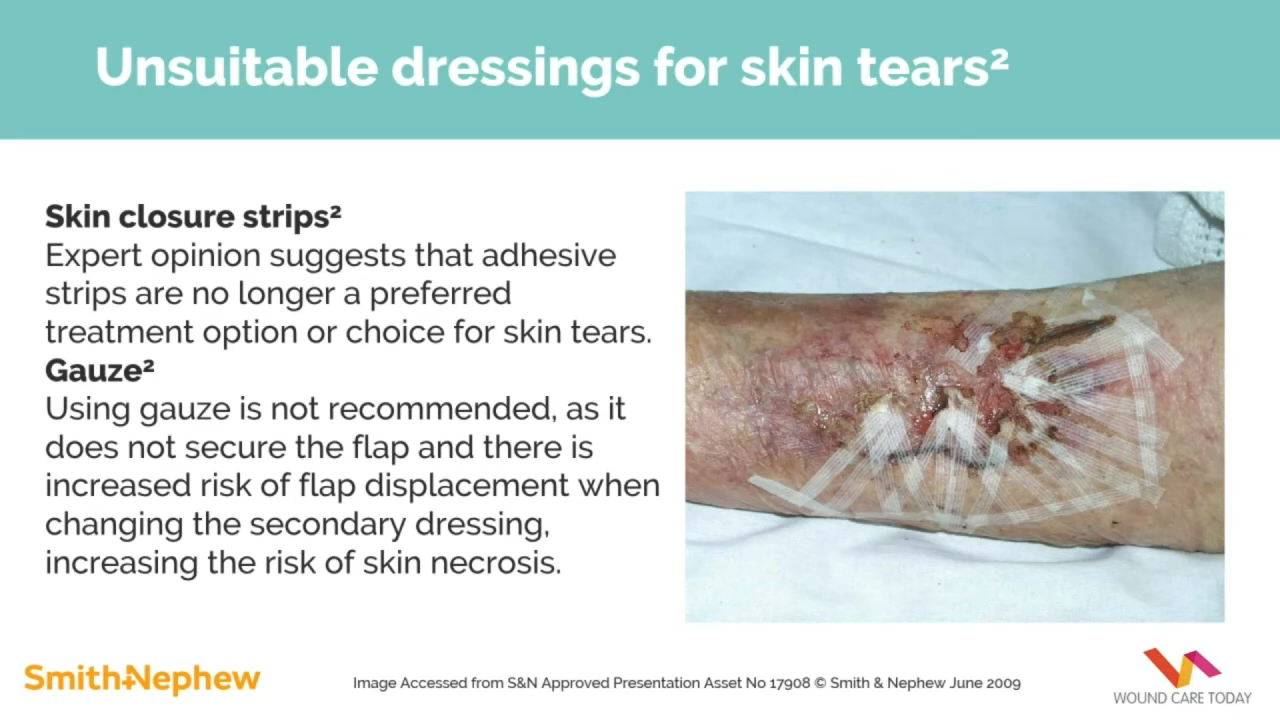 Unsuitable dressings for skin tears²
Skin closure strips²
Expert opinion suggests that adhesive
strips are no longer a preferred
treatment option or choice for skin tears.
Gauze²
Using gauze is not recommended, as it
does not secure the flap and there is
increased risk of flap displacement when
changing the secondary dressing,
increasing the risk of skin necrosis.
Smith+Nephew
Image Accessed from S&N Approved Presentation Asset No 17908 © Smith & Nephew June 2009
WOUND CARE TODAY